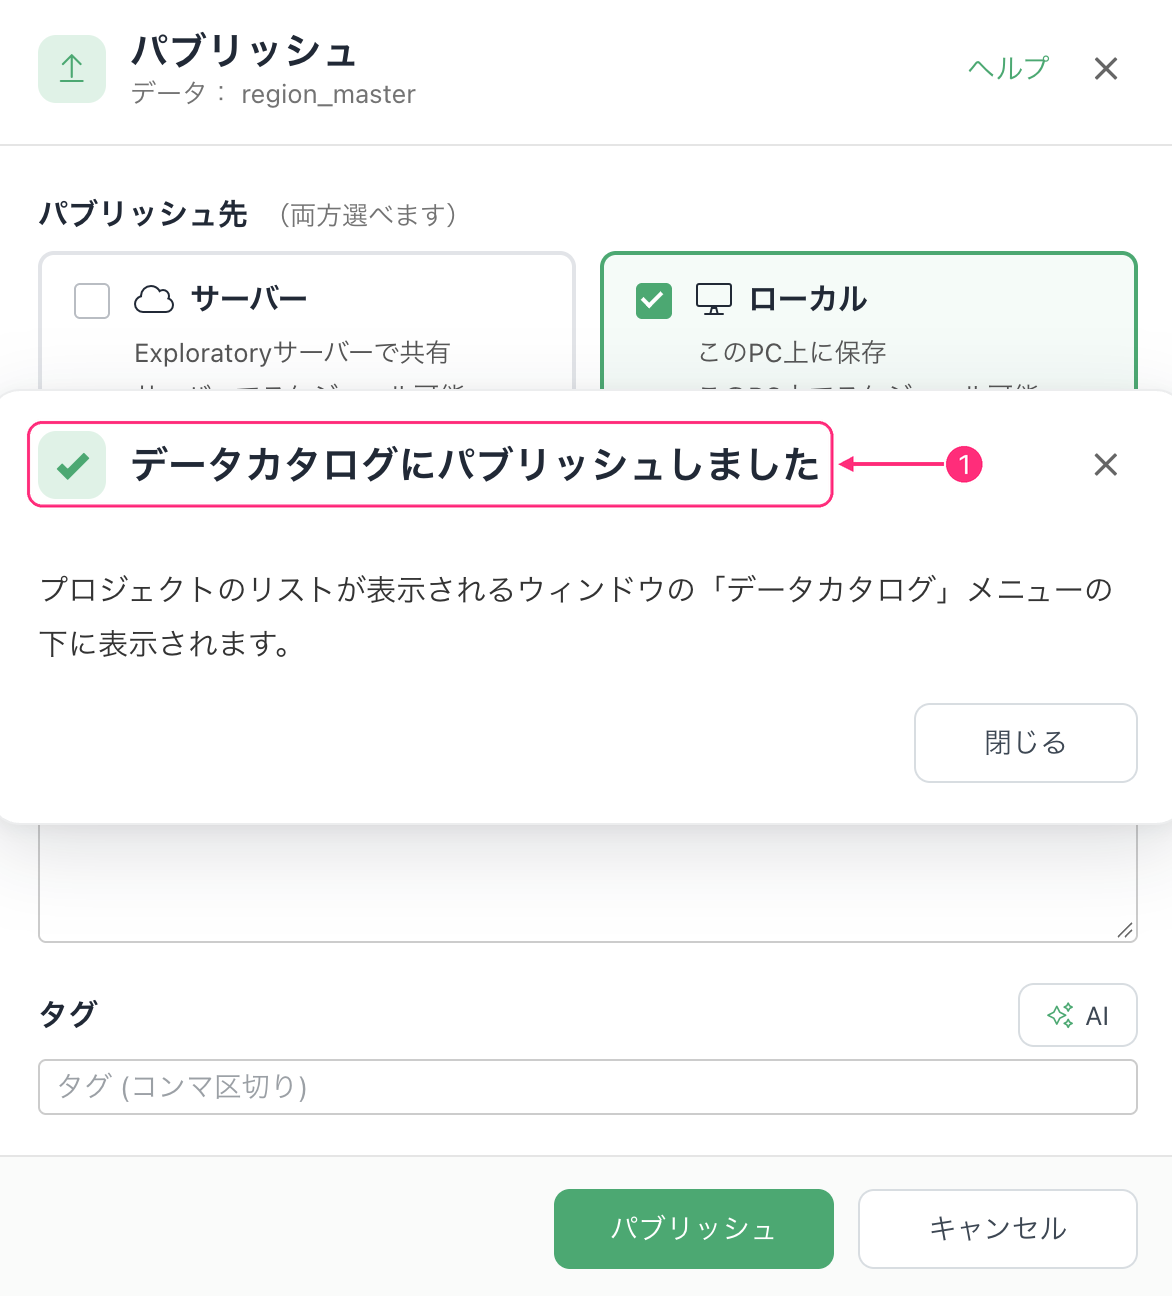 パブリッシュ
データ： region_master
ヘルプ
パブリッシュ先 （両方選べます）
サーバー
Exploratoryサーバーで共有
ローカル
このPC上に保存
データカタログにパブリッシュしました
1
プロジェクトのリストが表示されるウィンドウの「データカタログ」メニューの
下に表示されます。
閉じる
タグ
AI
タグ (コンマ区切り)
パブリッシュ
キャンセル